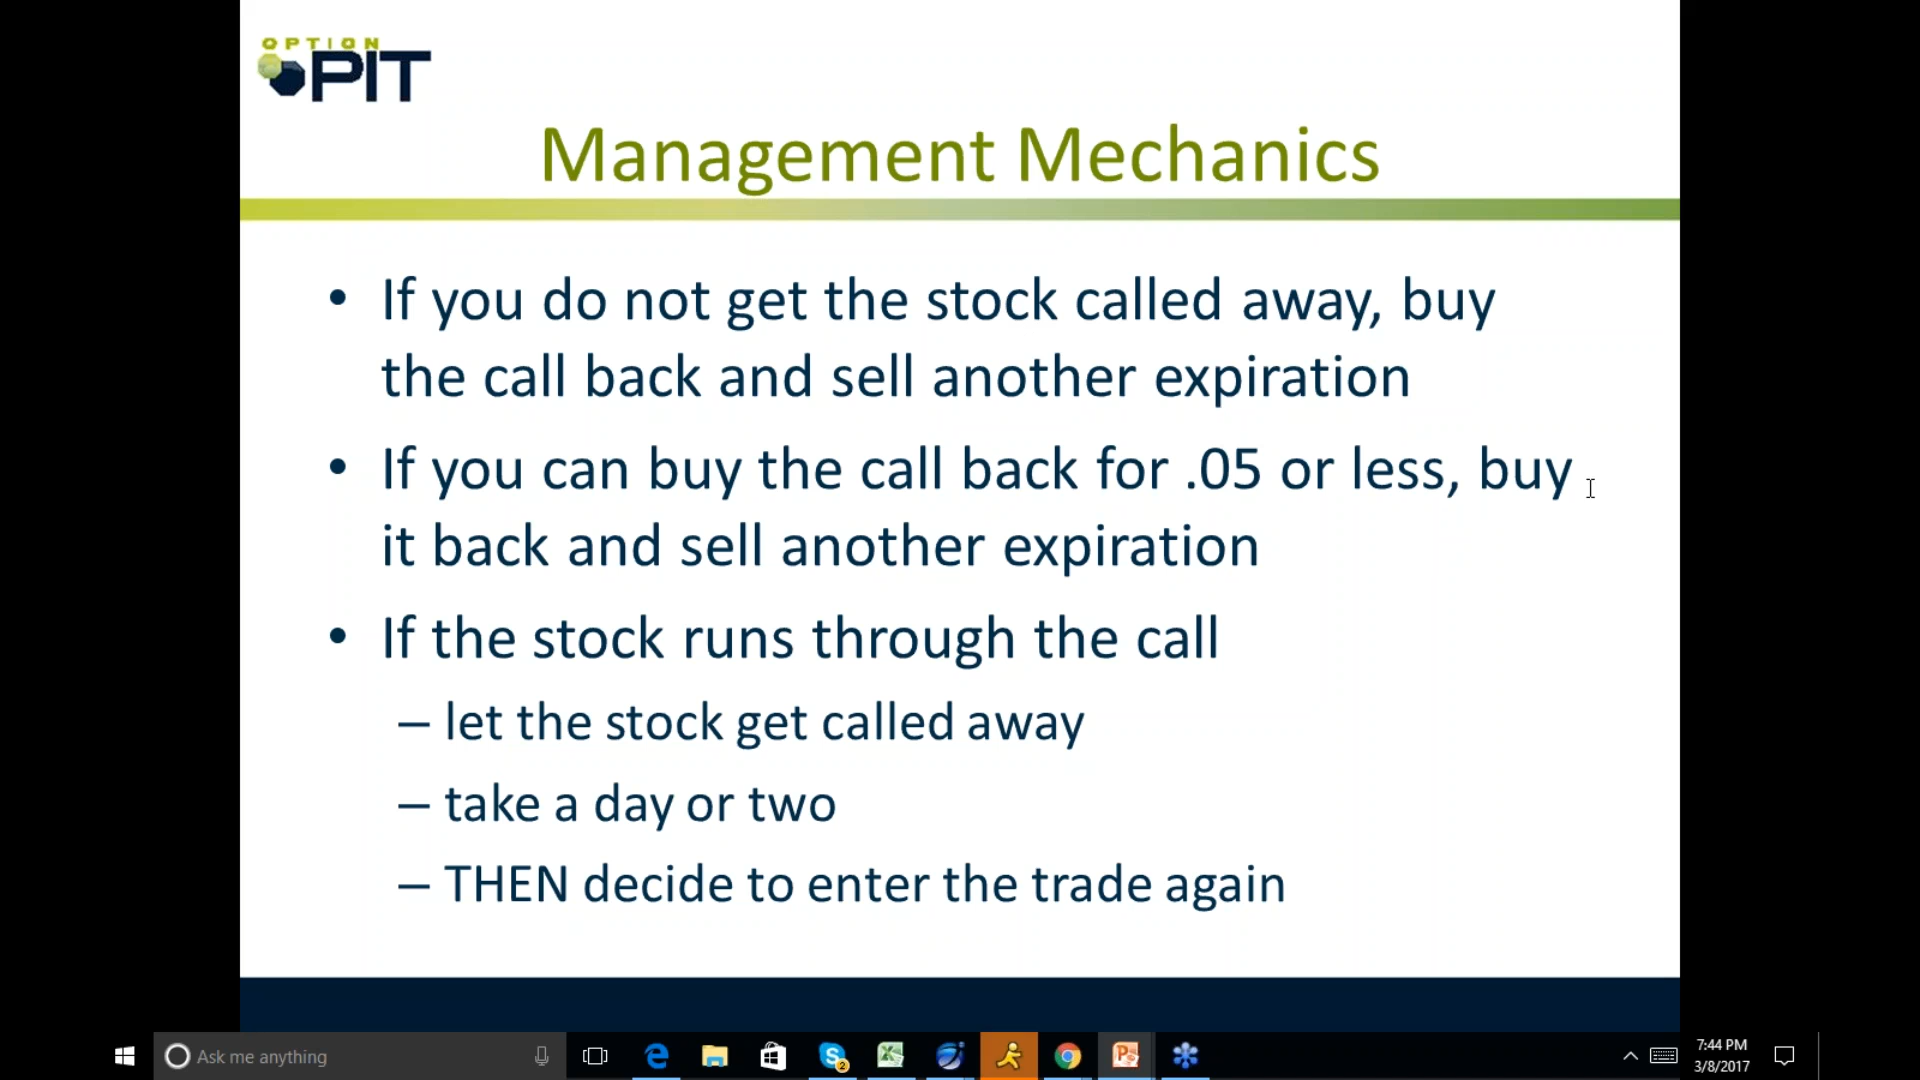 OPTION
PIT
Management Mechanics
• If you do not get the stock called away, buy
the call back and sell another expiration
• If you can buy the call back for .05 or less, buy
it back and sell another expiration
• If the stock runs through the call
– let the stock get called away
– take a day or two
– THEN decide to enter the trade again
Ask me anything
2
7:44 PM
3/8/2017